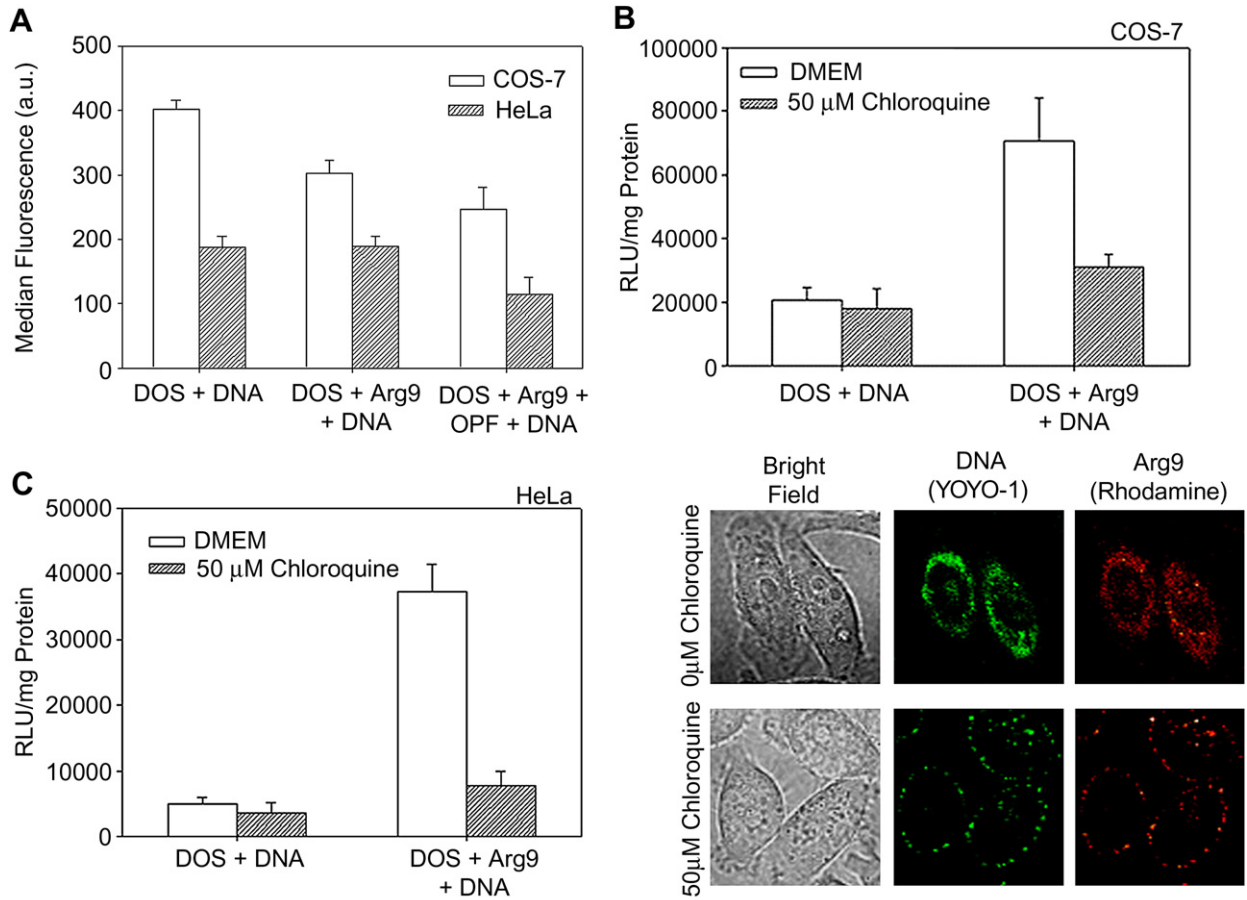 A
500
400
300
200
100
0
Median Fluorescence (a.u.)
COS-7
HeLa
DOS + DNA
DOS + Arg9
+ DNA
DOS + Arg9 +
OPF + DNA
B
COS-7
100000
80000
60000
40000
20000
0
RLU/mg Protein
DMEM
50 μM Chloroquine
DOS + DNA
DOS + Arg9
+ DNA
C
HeLa
50000
40000
30000
20000
10000
0
RLU/mg Protein
DMEM
50 μM Chloroquine
DOS + DNA
DOS + Arg9
+ DNA
Bright
Field
DNA
(YOYO-1)
Arg9
(Rhodamine)
0μM Chloroquine
50μM Chloroquine